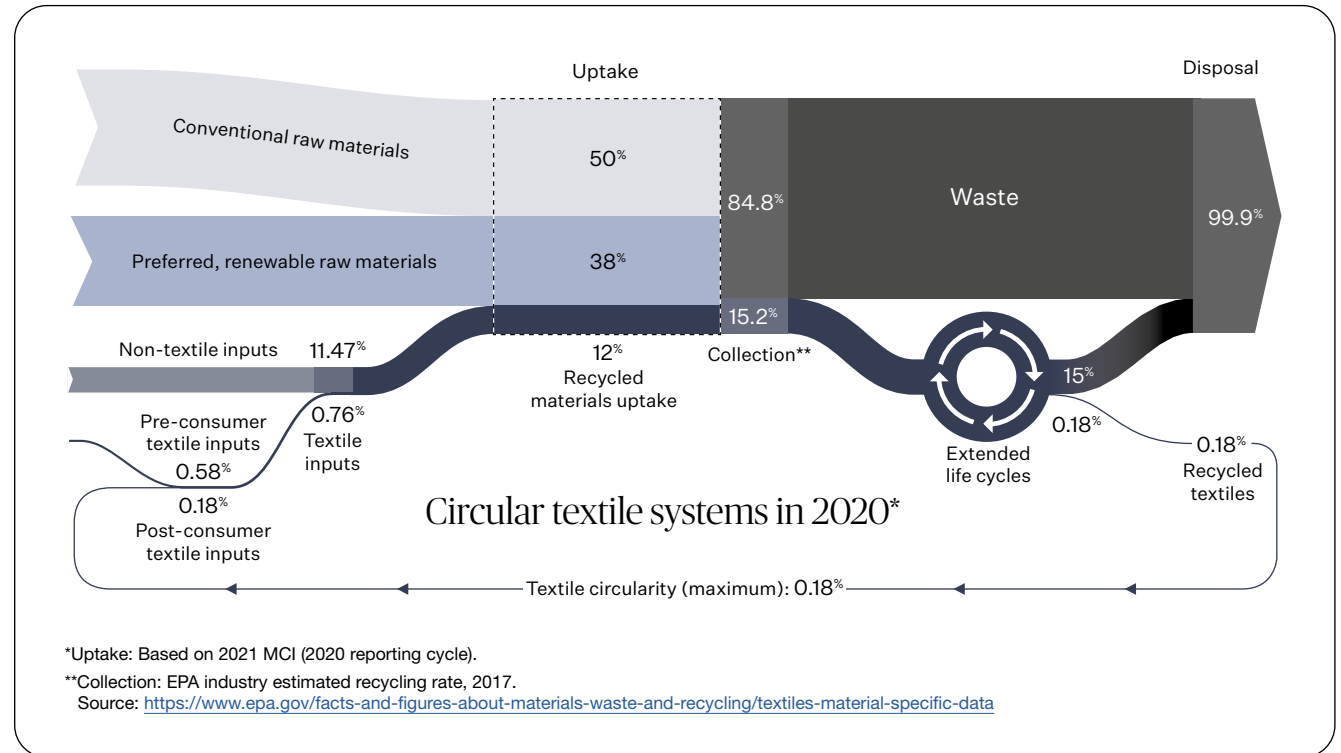 Uptake
Disposal
Conventional raw materials
50%
84.8%
Waste
99.9%
Preferred, renewable raw materials
38%
15.2%
Collection**
Non-textile inputs
11.47%
12%
Recycled
materials uptake
0.76%
Textile
inputs
Pre-consumer
textile inputs
0.58%
0.18%
Post-consumer
textile inputs
15%
0.18%
Extended
life cycles
0.18%
Recycled
textiles
Circular textile systems in 2020*
Textile circularity (maximum): 0.18%
*Uptake: Based on 2021 MCI (2020 reporting cycle).
**Collection: EPA industry estimated recycling rate, 2017.
Source: https://www.epa.gov/facts-and-figures-about-materials-waste-and-recycling/textiles-material-specific-data